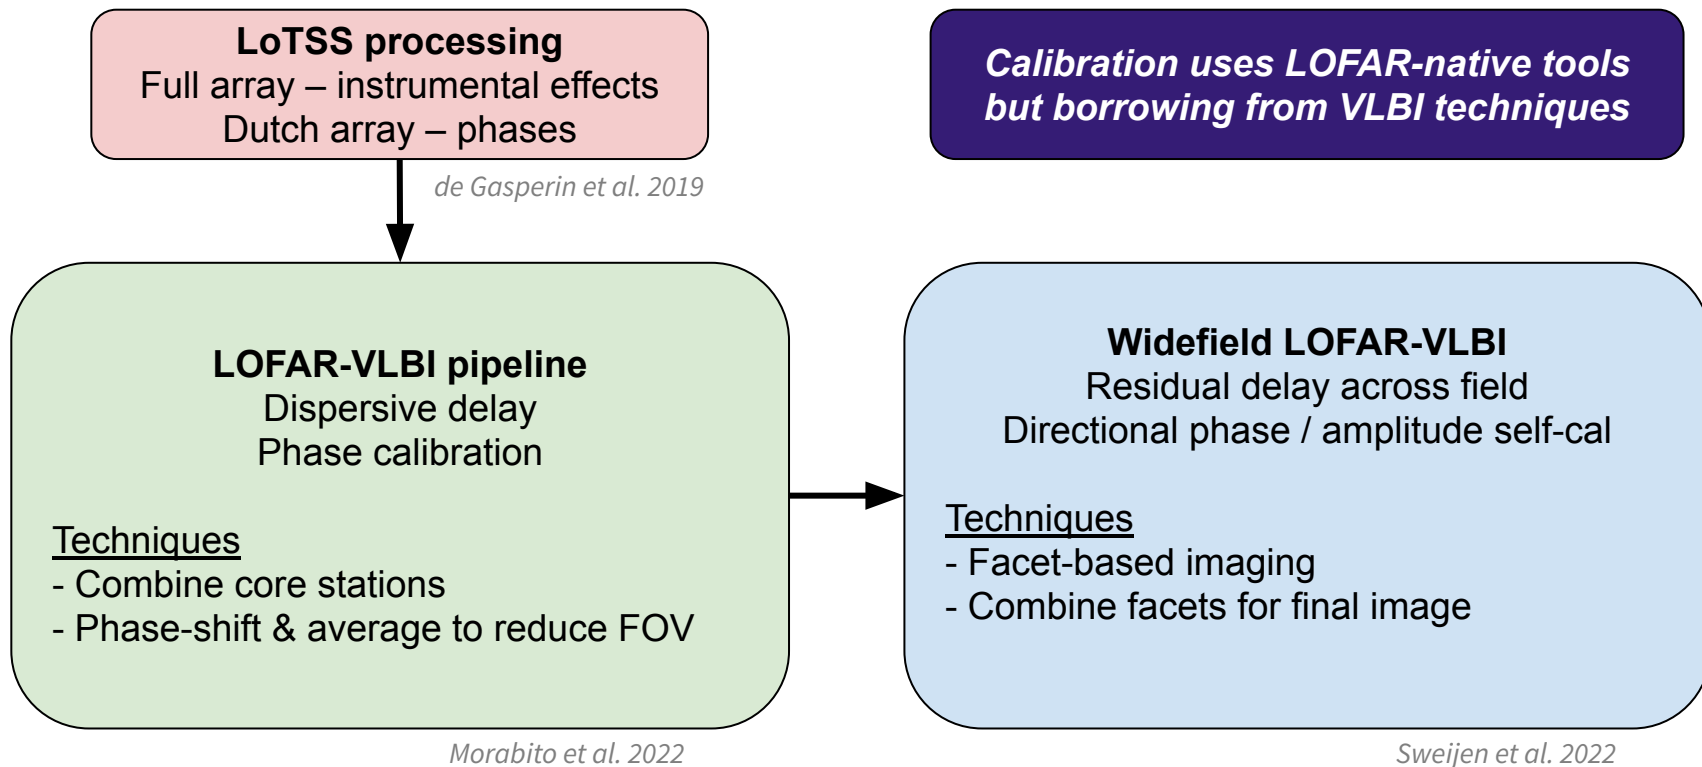 LoTSS processing
Full array – instrumental effects
Dutch array – phases
de Gasperin et al. 2019
Calibration uses LOFAR-native tools
but borrowing from VLBI techniques
LOFAR-VLBI pipeline
Dispersive delay
Phase calibration
Techniques
- Combine core stations
- Phase-shift & average to reduce FOV
Morabito et al. 2022
Widefield LOFAR-VLBI
Residual delay across field
Directional phase / amplitude self-cal
Techniques
- Facet-based imaging
- Combine facets for final image
Sweijen et al. 2022